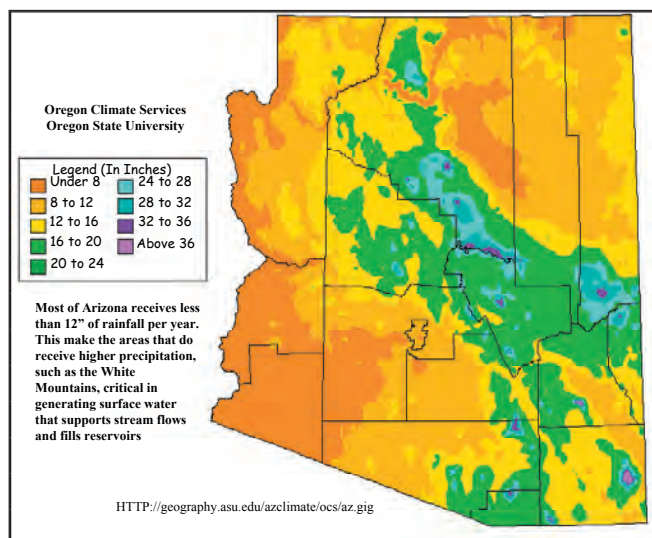 Oregon Climate Services
Oregon State University
Legend (In Inches)
Under 8
24 to 28
8 to 12
28 to 32
12 to 16
32 to 36
16 to 20
Above 36
20 to 24
Most of Arizona receives less
than 12” of rainfall per year.
This make the areas that do
receive higher precipitation,
such as the White
Mountains, critical in
generating surface water
that supports stream flows
and fills reservoirs
HTTP://geography.asu.edu/azclimate/ocs/az.gig